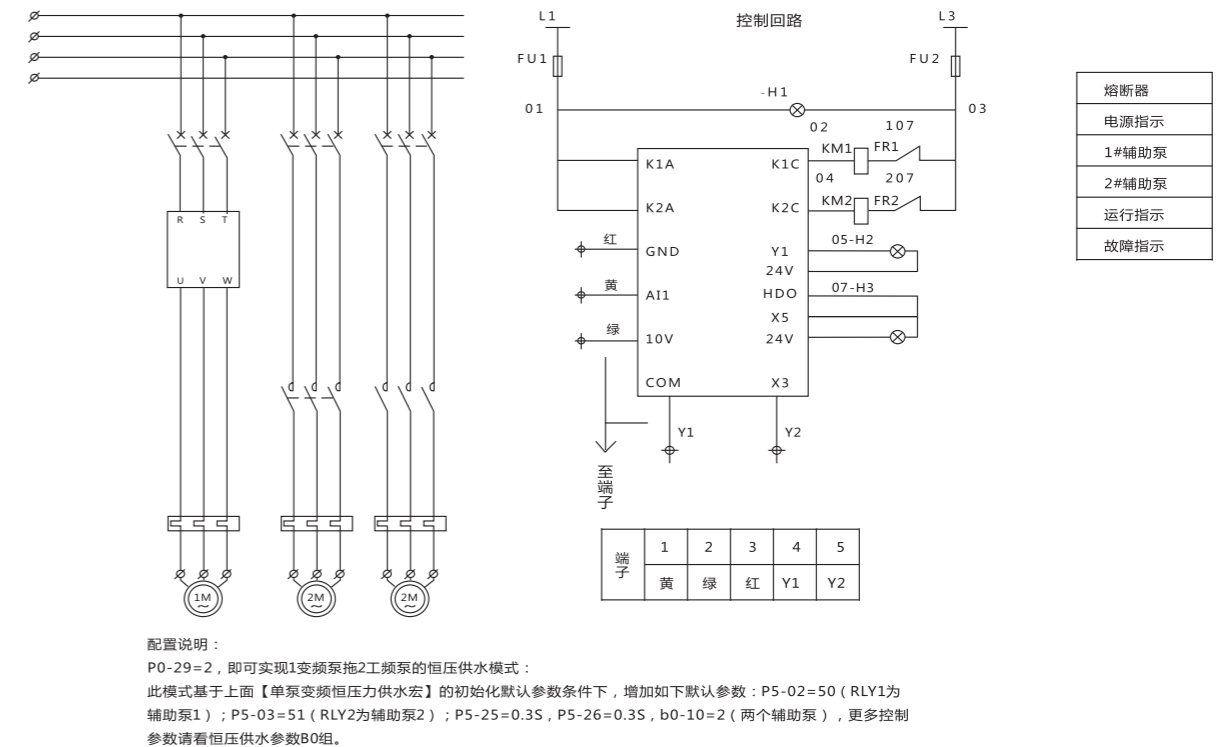 L1
控制回路
L3
FU1
FU2
-H1
01
03
02
107
KM1
FR1
K1A
K1C
04
207
KM2
FR2
K2A
K2C
红
GND
Y1
05-H2
24V
黄
AI1
HDO
07-H3
X5
绿
10V
24V
COM
X3
Y1
Y2
至端子
熔断器
电源指示
1#辅助泵
2#辅助泵
运行指示
故障指示
R S T
U V W
1M
~
2M
~
2M
~
端子 1 2 3 4 5
黄 绿 红 Y1 Y2
配置说明：
P0-29=2，即可实现1变频泵拖2工频泵的恒压供水模式：
此模式基于上面【单泵变频恒压力供水宏】的初始化默认参数条件下，增加如下默认参数：P5-02=50（RLY1为
辅助泵1）；P5-03=51（RLY2为辅助泵2）；P5-25=0.3S，P5-26=0.3S，b0-10=2（两个辅助泵），更多控制
参数请看恒压供水参数B0组。